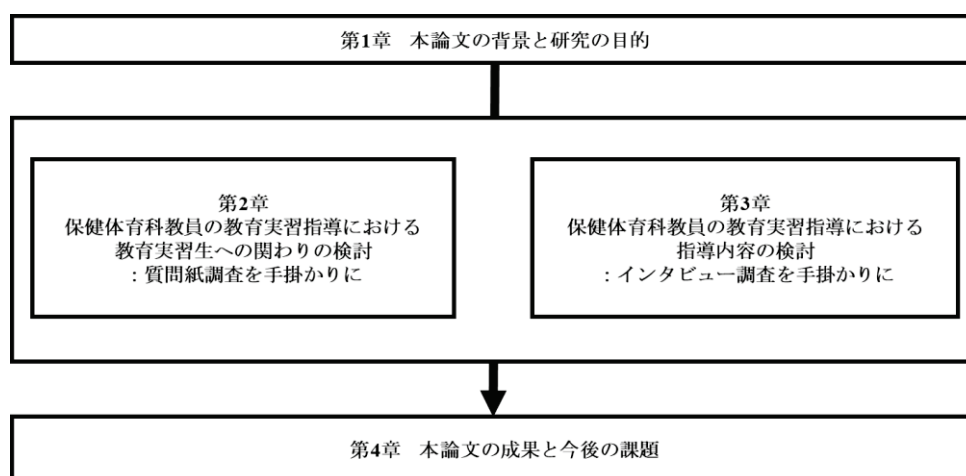 第1章　本論文の背景と研究の目的
第2章
保健体育科教員の教育実習指導における
教育実習生への関わりの検討
：質問紙調査を手掛かりに
第3章
保健体育科教員の教育実習指導における
指導内容の検討
：インタビュー調査を手掛かりに
第4章　本論文の成果と今後の課題